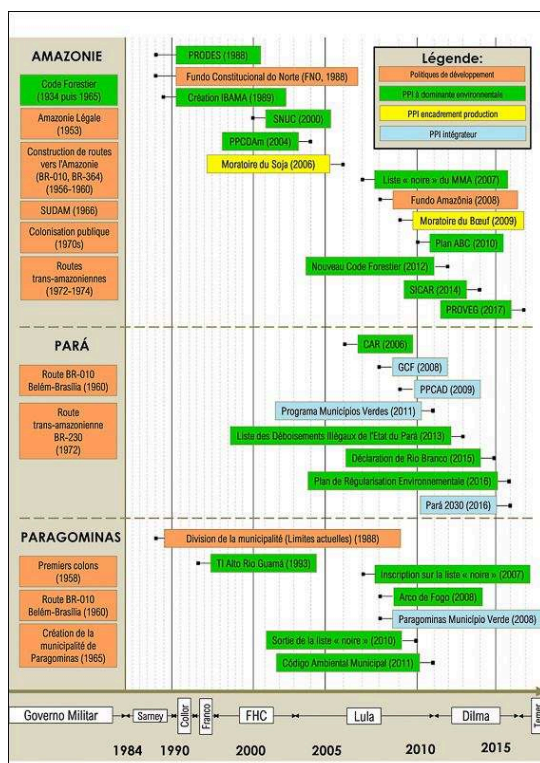 AMAZONIE
Code Forestier
(1934 puis 1965)
Amazonie Légale
(1953)
Construction de routes
vers l'Amazonie
(BR-010, BR-364)
(1956-1960)
SUDAM (1966)
Colonisation publique
(1970s)
Routes
trans-amazoniennes
(1972-1974)
PRODES (1988)
Fundo Constitucional do Norte (FNO, 1988)
Création IBAMA (1989)
SNUC (2000)
PPCDAm (2004)
Moratoire du Soja (2006)
Liste « noire » du MMA (2007)
Fundo Amazônia (2008)
Moratoire du Bœuf (2009)
Plan ABC (2010)
Nouveau Code Forestier (2012)
SICAR (2014)
PROVEG (2017)
Légende:
Politiques de développement
PPI à dominante environnementale
PPI encadrement production
PPI intégrateur
PARÁ
Route BR-010
Belém-Brasília (1960)
Route
trans-amazonienne
BR-230
(1972)
CAR (2006)
GCF (2008)
PPCAD (2009)
Programa Municípios Verdes (2011)
Liste des Déboisements Illégaux de l'Etat du Pará (2013)
Déclaration de Rio Branco (2015)
Plan de Régularisation Environnementale (2016)
Pará 2030 (2016)
PARAGOMINAS
Premiers colons
(1958)
Route BR-010
Belém-Brasília (1960)
Création de la
municipalité de
Paragominas
(1965)
Division de la municipalité (Limites actuelles) (1988)
TI Alto Rio Guamá (1993)
Inscription sur la liste « noire » (2007)
Arco de Fogo (2008)
Paragominas Município Verde (2008)
Sortie de la liste « noire » (2010)
Código Ambiental Municipal (2011)
Governo Militar
Sarney
Collor
Franco
FHC
Lula
Dilma
Temer
1984
1990
2000
2005
2010
2015